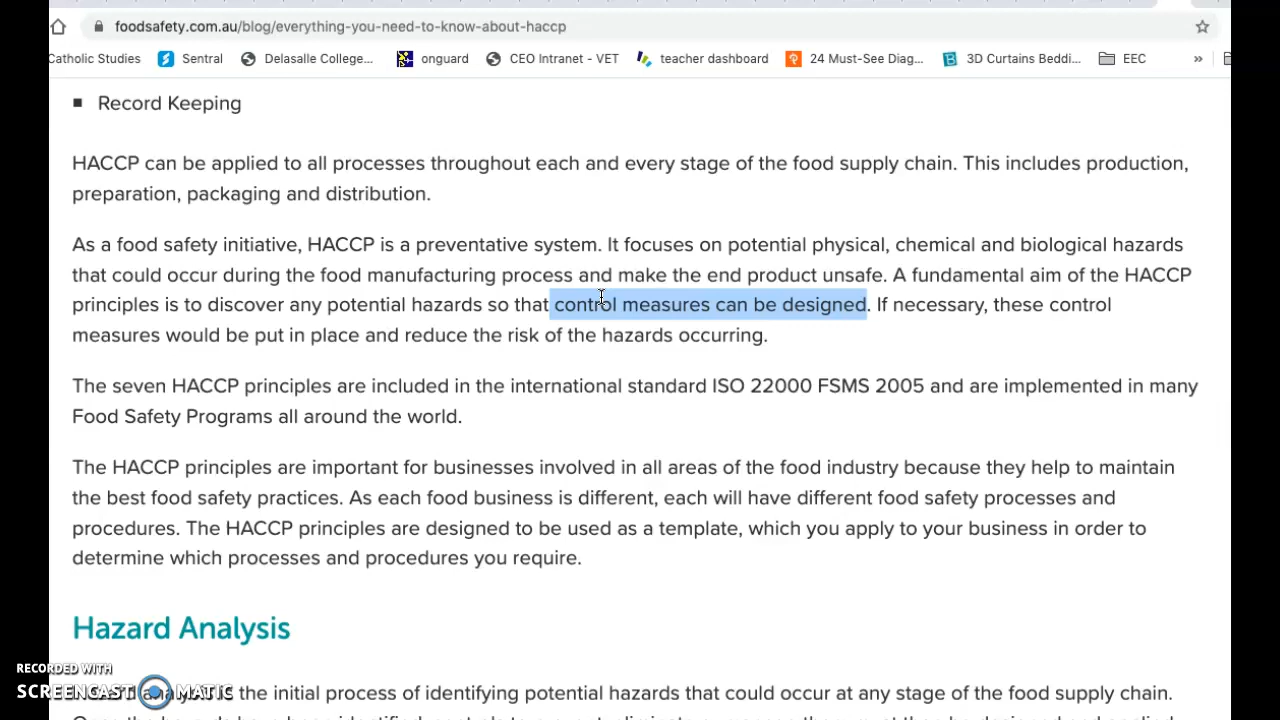 foodsafety.com.au/blog/everything-you-need-to-know-about-haccp
Catholic Studies Sentral Delasalle College... onguard CEO Intranet - VET teacher dashboard 24 Must-See Diag... 3D Curtains Beddi... EEC »
■ Record Keeping
HACCP can be applied to all processes throughout each and every stage of the food supply chain. This includes production,
preparation, packaging and distribution.
As a food safety initiative, HACCP is a preventative system. It focuses on potential physical, chemical and biological hazards
that could occur during the food manufacturing process and make the end product unsafe. A fundamental aim of the HACCP
principles is to discover any potential hazards so that control measures can be designed. If necessary, these control
measures would be put in place and reduce the risk of the hazards occurring.
The seven HACCP principles are included in the international standard ISO 22000 FSMS 2005 and are implemented in many
Food Safety Programs all around the world.
The HACCP principles are important for businesses involved in all areas of the food industry because they help to maintain
the best food safety practices. As each food business is different, each will have different food safety processes and
procedures. The HACCP principles are designed to be used as a template, which you apply to your business in order to
determine which processes and procedures you require.
Hazard Analysis
RECORDED WITH
SCREENCAST MATIC
the initial process of identifying potential hazards that could occur at any stage of the food supply chain.